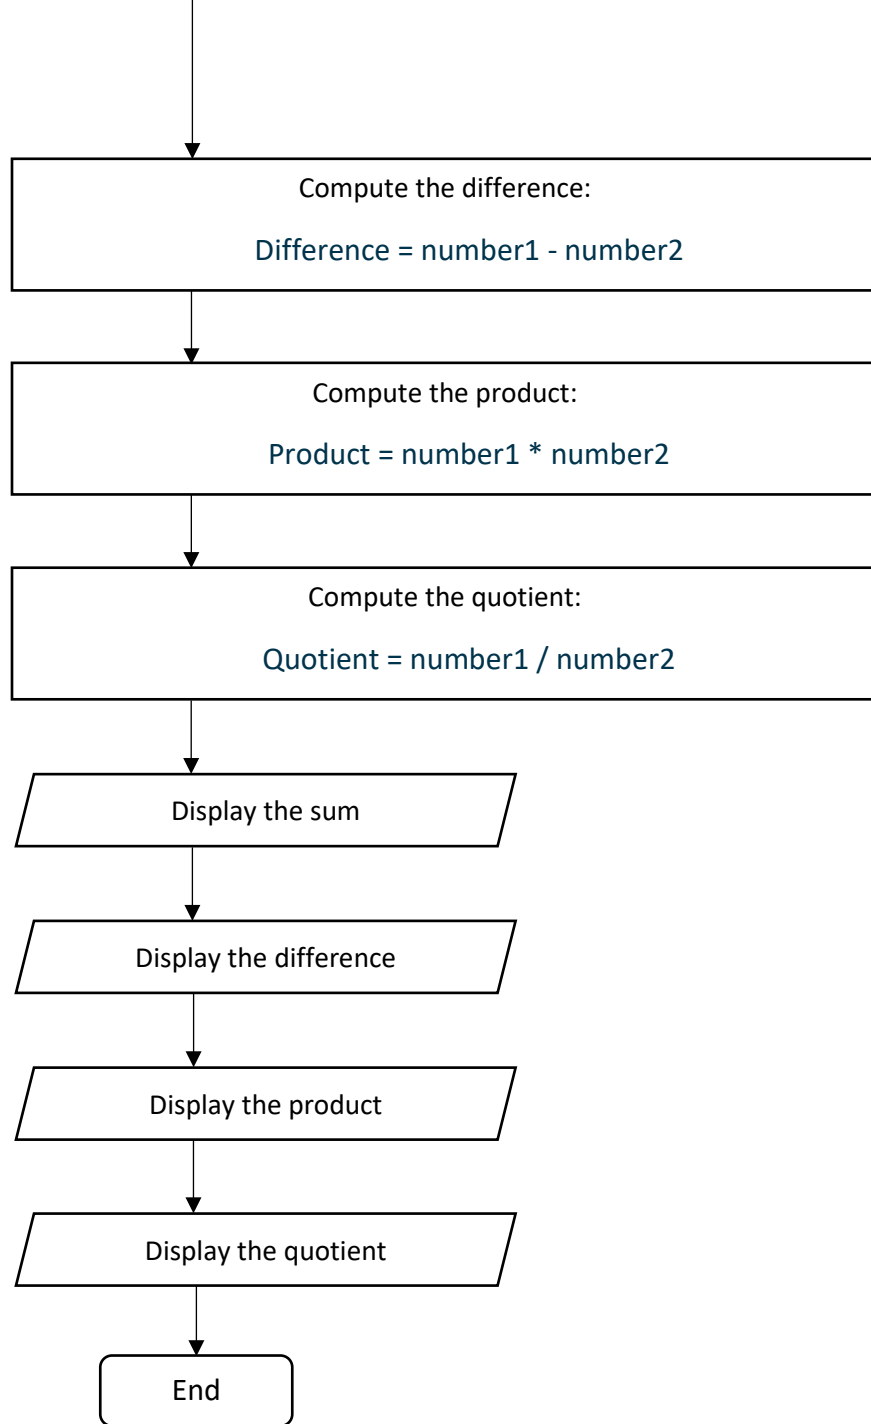 Compute the difference:
Difference = number1 - number2
Compute the product:
Product = number1 * number2
Compute the quotient:
Quotient = number1 / number2
Display the sum
Display the difference
Display the product
Display the quotient
End